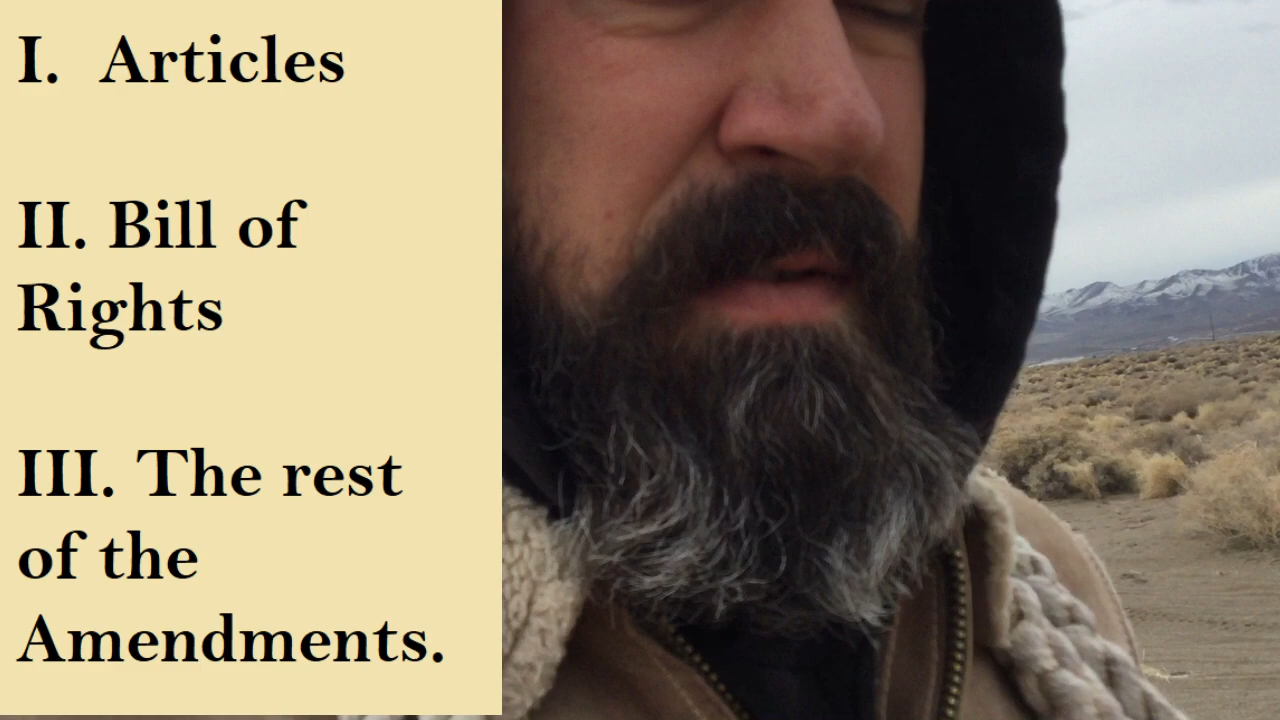 I. Articles
II. Bill of
Rights
III. The rest
of the
Amendments.